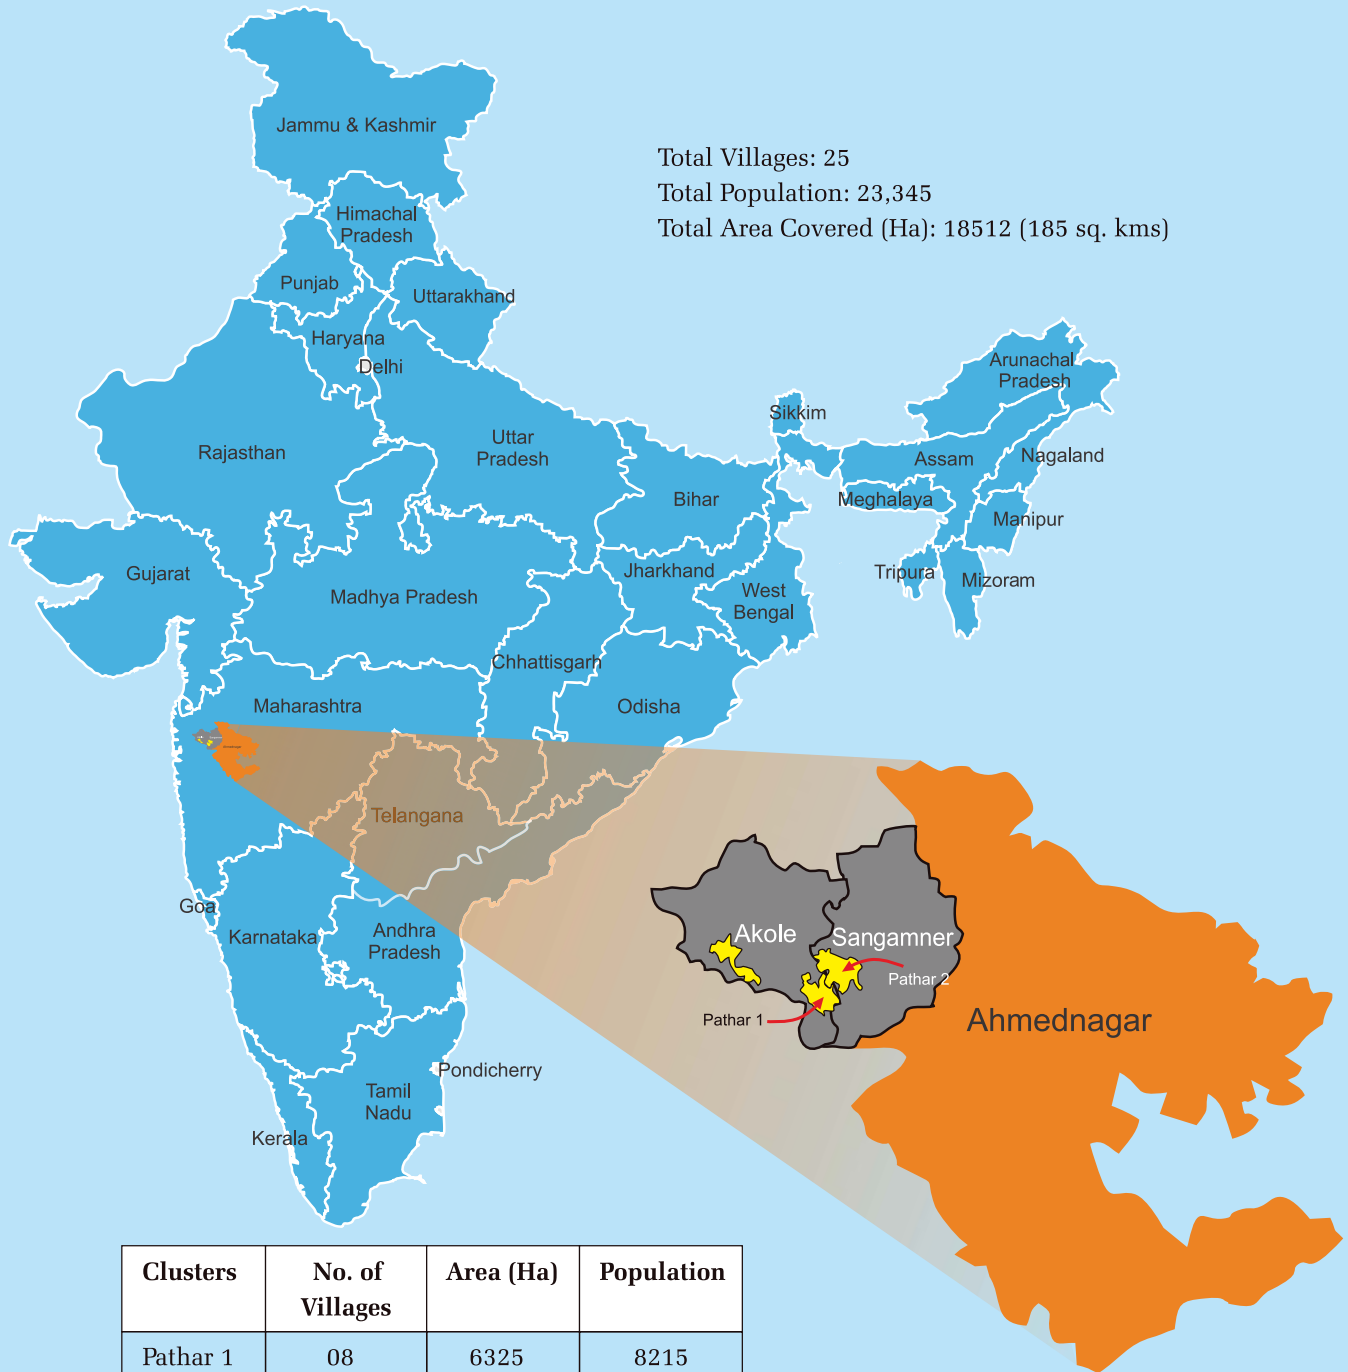 Jammu & Kashmir
Total Villages: 25
Total Population: 23,345
Total Area Covered (Ha): 18512 (185 sq. kms)
Himachal
Pradesh
Punjab
Uttarakhand
Haryana
Delhi
Arunachal
Pradesh
Sikkim
Rajasthan
Uttar
Pradesh
Assam
Nagaland
Bihar
Meghalaya
Manipur
Gujarat
Jharkhand
Tripura
Mizoram
Madhya Pradesh
West
Bengal
Chhattisgarh
Maharashtra
Odisha
Telangana
Goa
Karnataka
Andhra
Pradesh
Akole
Sangamner
Pathar 2
Pathar 1
Ahmednagar
Pondicherry
Tamil
Nadu
Kerala
Clusters No. of Villages Area (Ha) Population
Pathar 1 08 6325 8215